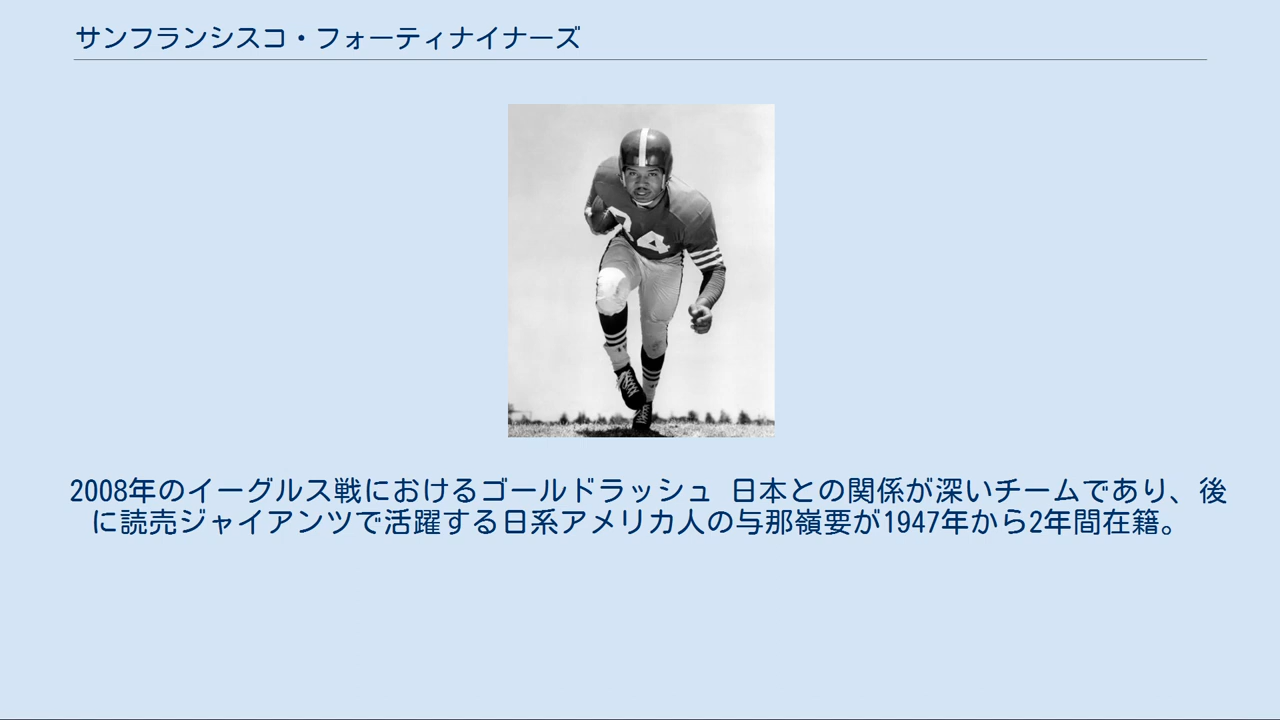 サンフランシスコ・フォーティナイナーズ
34
2008年のイーグルス戦におけるゴールドラッシュ 日本との関係が深いチームであり、後
に読売ジャイアンツで活躍する日系アメリカ人の与那嶺要が1947年から2年間在籍。